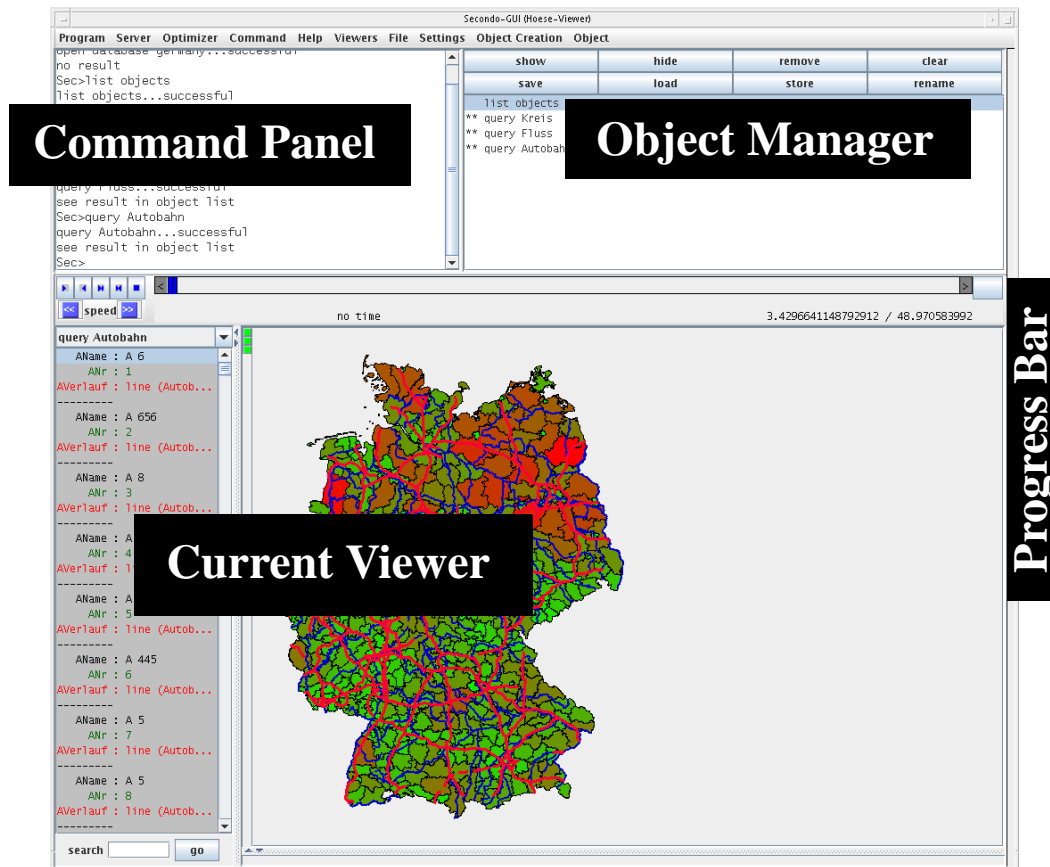 Secondo-GUI (Hoese-Viewer)
Program Server Optimizer Command Help Viewers File Settings Object Creation Object
open database germany...successful
no result
Sec>list objects
list objects...successful
Command Panel
query Fluss...successful
see result in object list
Sec>query Autobahn
query Autobahn...successful
see result in object list
Sec>
show hide remove clear
save load store rename
list objects
** query Kreis
** query Fluss
** query Autobah
Object Manager
<< speed >>
no time
3.4296641148792912 / 48.970583992
Progress Bar
query Autobahn
AName : A 6
ANr : 1
AVerlauf : line (Autob...
---------
AName : A 656
ANr : 2
AVerlauf : line (Autob...
---------
AName : A 8
ANr : 3
AVerlauf : line (Autob...
---------
AName : A
ANr : 4
AVerlauf : li
---------
AName : A
ANr : 5
AVerlauf : line (Autob...
---------
AName : A 445
ANr : 6
AVerlauf : line (Autob...
---------
AName : A 5
ANr : 7
AVerlauf : line (Autob...
---------
AName : A 5
ANr : 8
AVerlauf : line (Autob...
---------
Current Viewer
search go